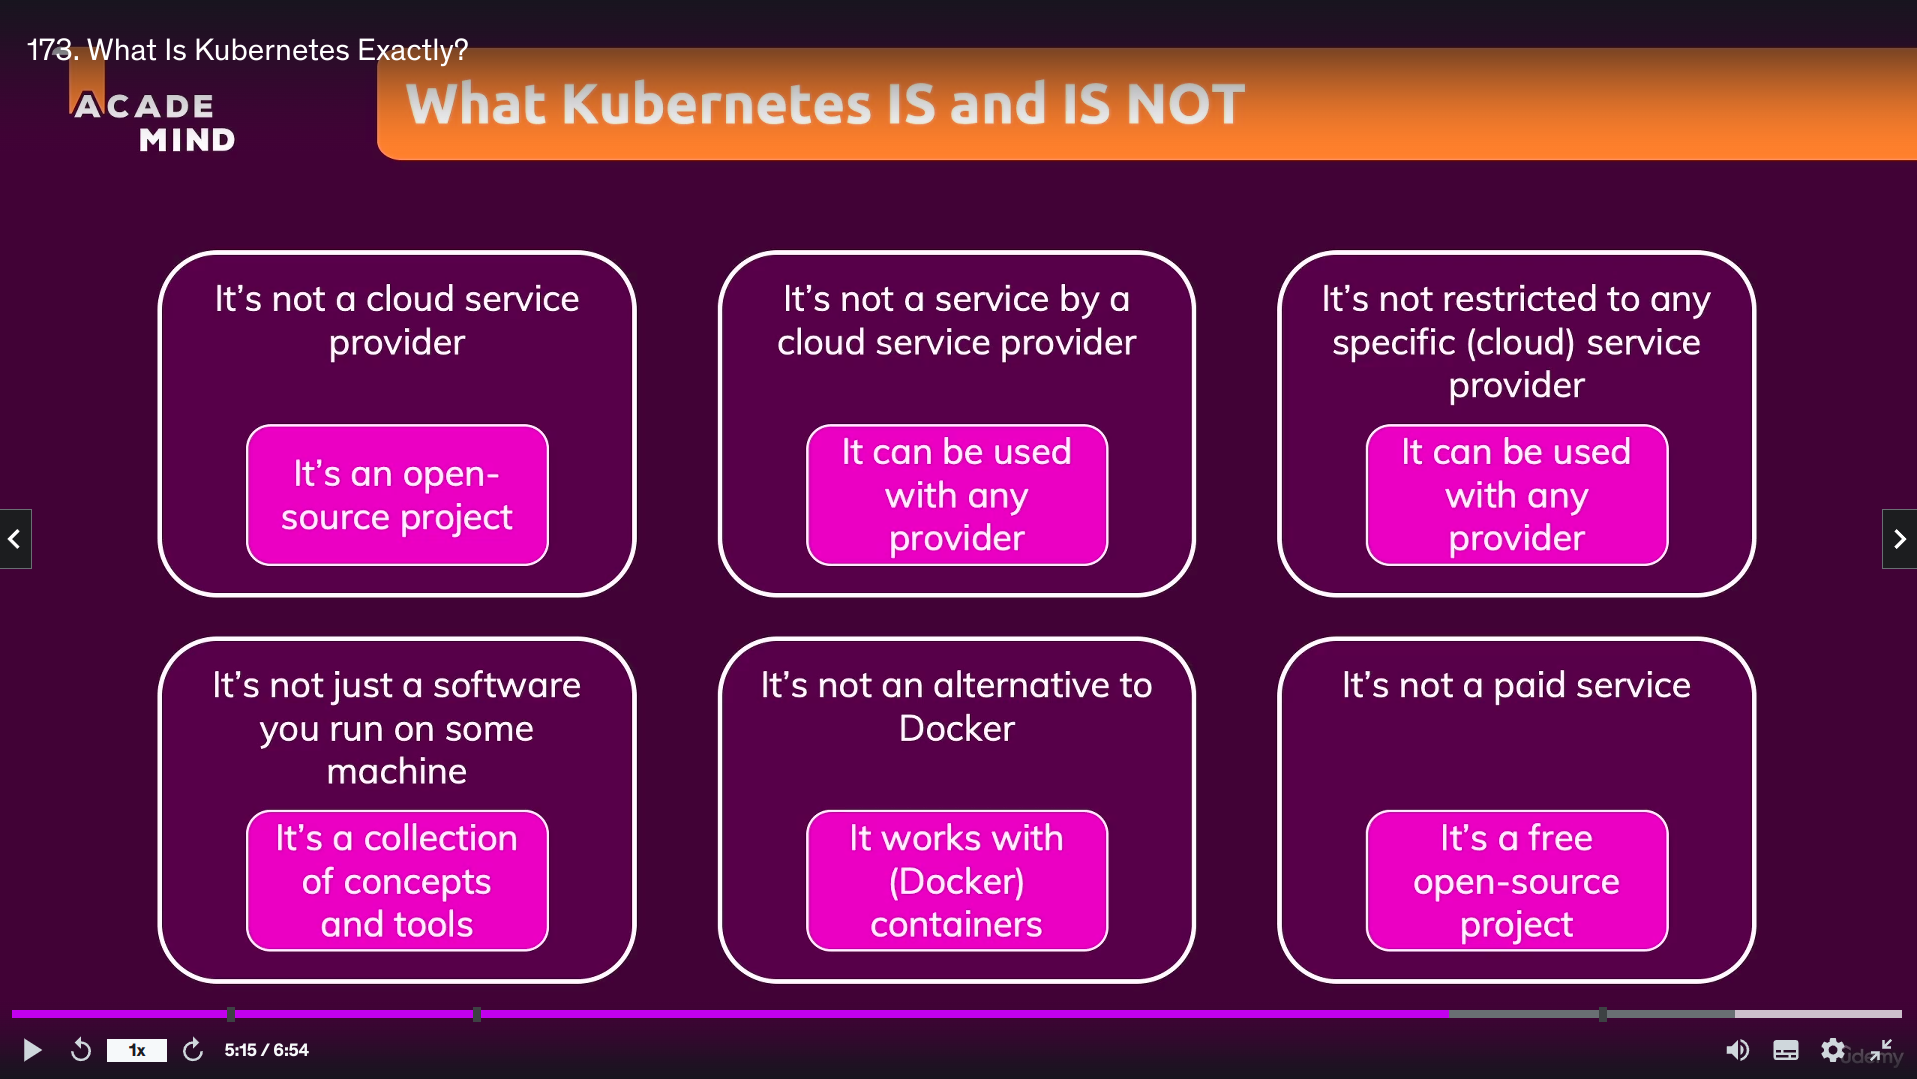 173. What Is Kubernetes Exactly?
ACADE
MIND
What Kubernetes IS and IS NOT
It's not a cloud service
provider
It's an open-
source project
It's not a service by a
cloud service provider
It can be used
with any
provider
It's not restricted to any
specific (cloud) service
provider
It can be used
with any
provider
It's not just a software
you run on some
machine
It's a collection
of concepts
and tools
It's not an alternative to
Docker
It works with
(Docker)
containers
It's not a paid service
It's a free
open-source
project
1x
5:15 / 6:54
udemy